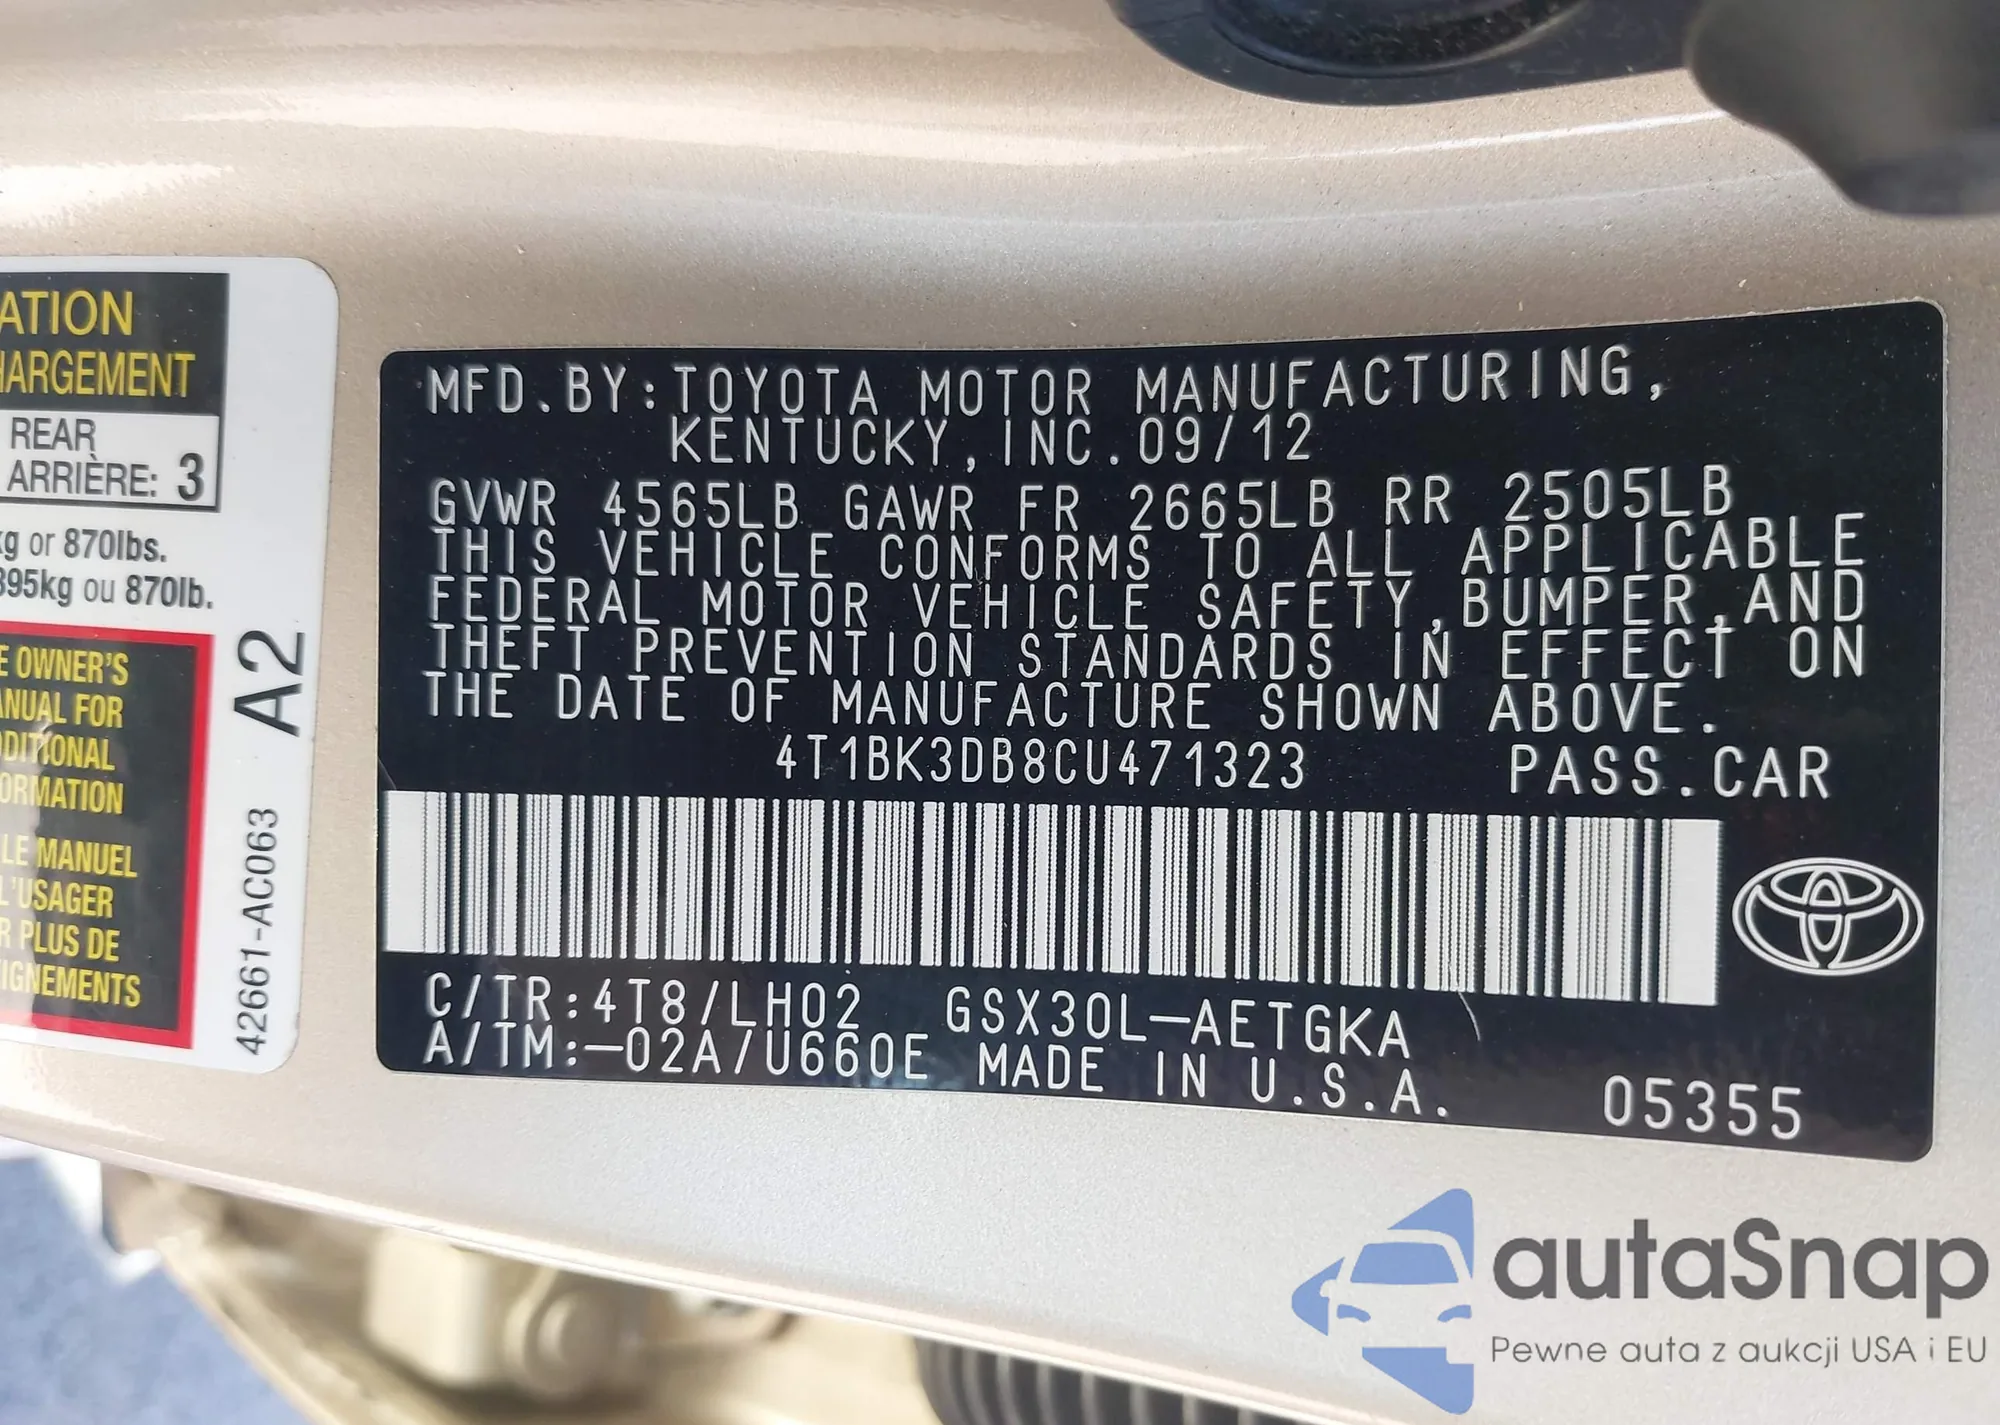 ATION
HARGEMENT
REAR
ARRIÈRE: 3
kg or 870lbs.
395kg ou 870lb.
E OWNER'S
ANUAL FOR
DDITIONAL
FORMATION
LE MANUEL
L'USAGER
R PLUS DE
EIGNEMENTS
A2
42661-AC063
MFD.BY:TOYOTA MOTOR MANUFACTURING,
KENTUCKY,INC.09/12
GVWR 4565LB GAWR FR 2665LB RR 2505LB
THIS VEHICLE CONFORMS TO ALL APPLICABLE
FEDERAL MOTOR VEHICLE SAFETY,BUMPER,AND
THEFT PREVENTION STANDARDS IN EFFECT ON
THE DATE OF MANUFACTURE SHOWN ABOVE.
4T1BK3DB8CU471323 PASS.CAR
C/TR:4T8/LH02 GSX30L-AETGKA
A/TM:-02A/U660E MADE IN U.S.A.
05355
autaSnap
Pewne auta z aukcji USA i EU